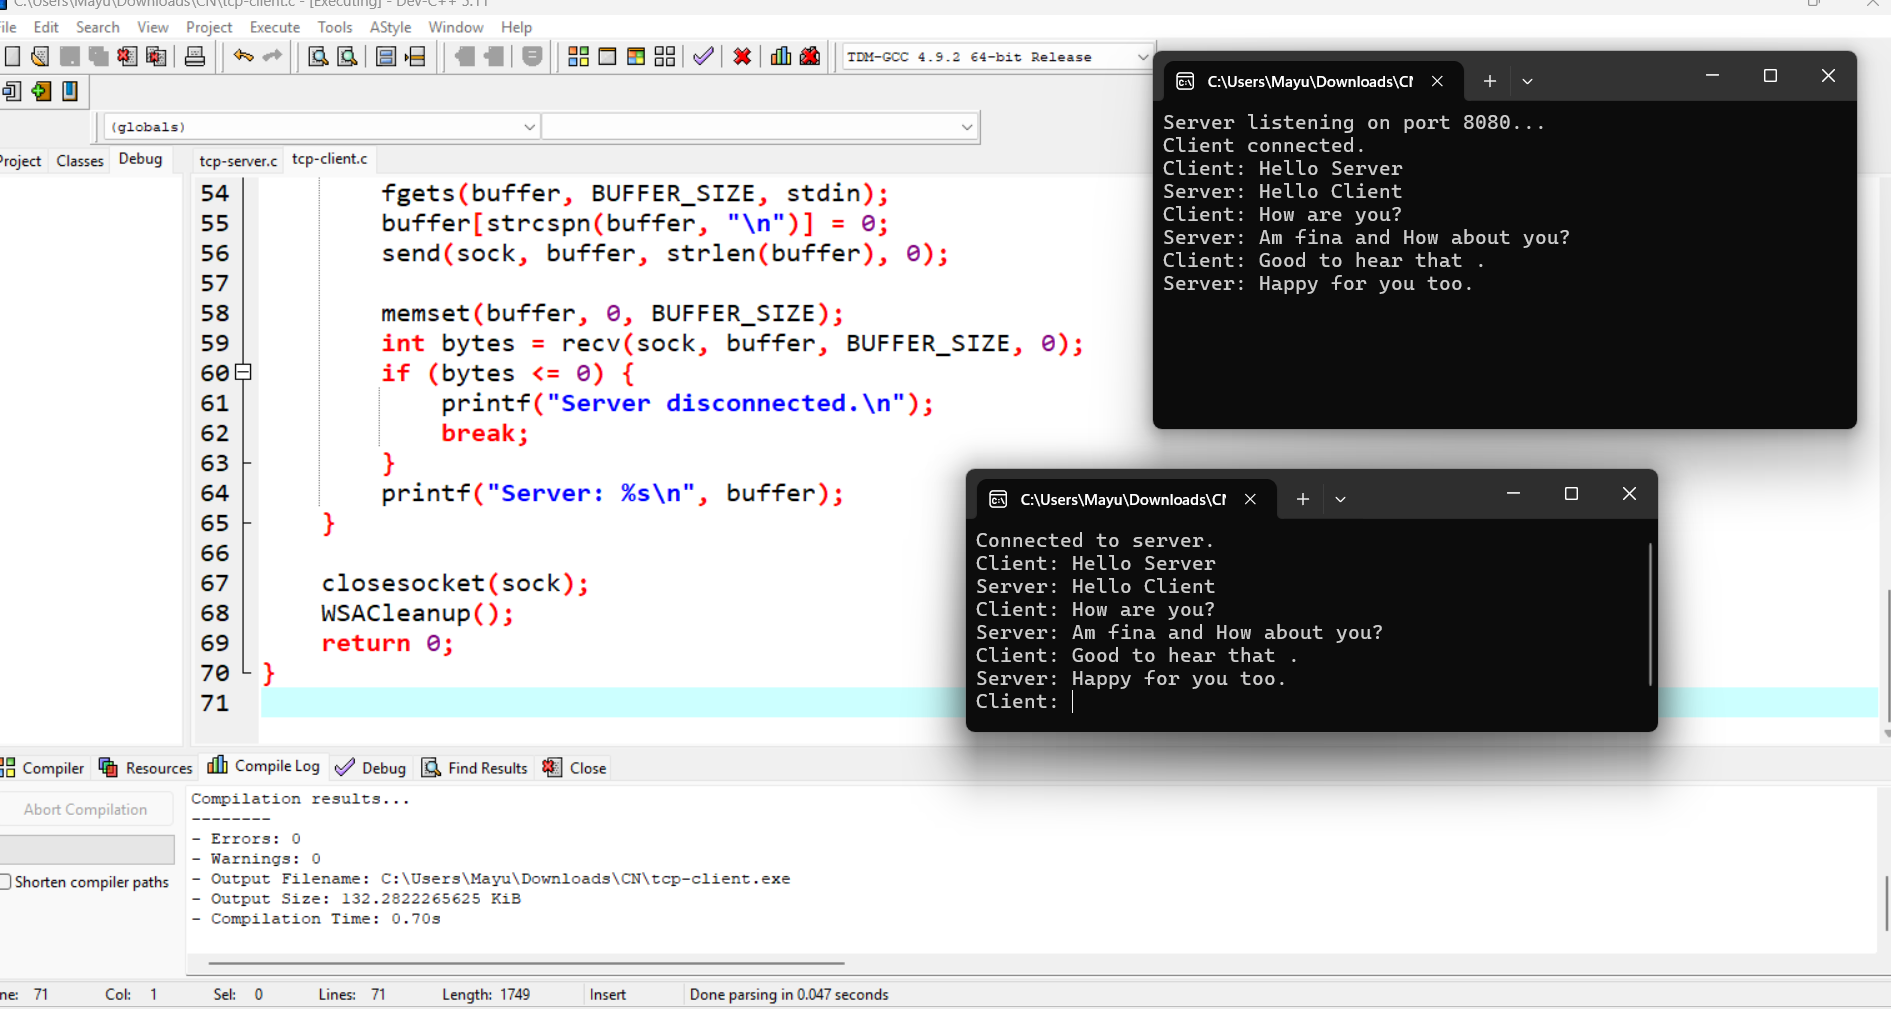 C:\Users\Mayu\Downloads\CN\tcp-client.c - [Executing] - Dev-C++ 5.11
File Edit Search View Project Execute Tools AStyle Window Help
TDM-GCC 4.9.2 64-bit Release
(globals)
Project Classes Debug
tcp-server.c tcp-client.c
54 fgets(buffer, BUFFER_SIZE, stdin);
55 buffer[strcspn(buffer, "\n")] = 0;
56 send(sock, buffer, strlen(buffer), 0);
57
58 memset(buffer, 0, BUFFER_SIZE);
59 int bytes = recv(sock, buffer, BUFFER_SIZE, 0);
60 if (bytes <= 0) {
61 printf("Server disconnected.\n");
62 break;
63 }
64 printf("Server: %s\n", buffer);
65 }
66
67 closesocket(sock);
68 WSACleanup();
69 return 0;
70 }
71
C:\Users\Mayu\Downloads\CN
Server listening on port 8080...
Client connected.
Client: Hello Server
Server: Hello Client
Client: How are you?
Server: Am fina and How about you?
Client: Good to hear that .
Server: Happy for you too.
C:\Users\Mayu\Downloads\CN
Connected to server.
Client: Hello Server
Server: Hello Client
Client: How are you?
Server: Am fina and How about you?
Client: Good to hear that .
Server: Happy for you too.
Client:
Compiler Resources Compile Log Debug Find Results Close
Abort Compilation
Shorten compiler paths
Compilation results...
--------
- Errors: 0
- Warnings: 0
- Output Filename: C:\Users\Mayu\Downloads\CN\tcp-client.exe
- Output Size: 132.2822265625 KiB
- Compilation Time: 0.70s
ne: 71 Col: 1 Sel: 0 Lines: 71 Length: 1749 Insert Done parsing in 0.047 seconds